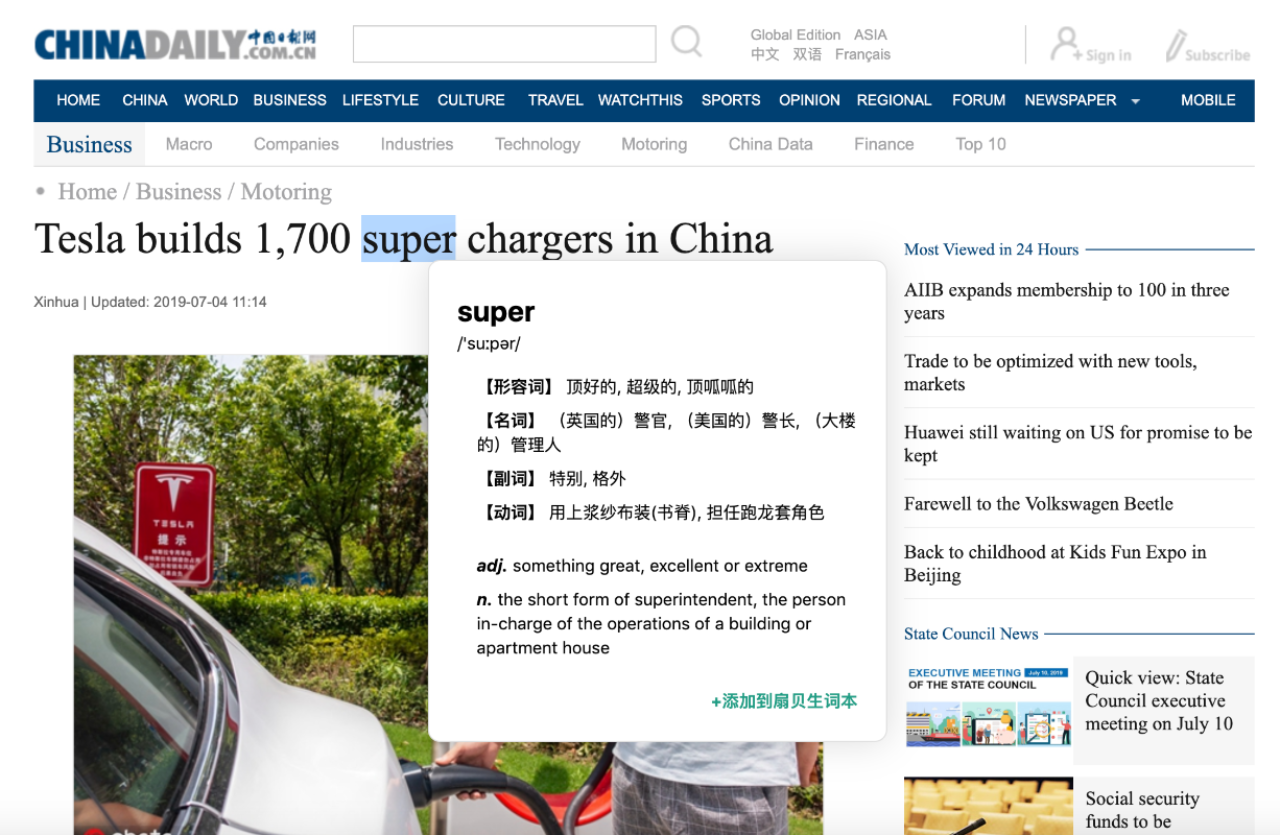 CHINADAILY中国日报网
.COM.CN
Global Edition ASIA
中文 双语 Français
Sign in
Subscribe
HOME CHINA WORLD BUSINESS LIFESTYLE CULTURE TRAVEL WATCHTHIS SPORTS OPINION REGIONAL FORUM NEWSPAPER MOBILE
Business Macro Companies Industries Technology Motoring China Data Finance Top 10
Home / Business / Motoring
Tesla builds 1,700 super chargers in China
Xinhua | Updated: 2019-07-04 11:14
super
/'su:pər/
【形容词】 顶好的, 超级的, 顶呱呱的
【名词】 （英国的）警官, （美国的）警长, （大楼
的）管理人
【副词】 特别, 格外
【动词】 用上浆纱布装(书脊), 担任跑龙套角色
adj. something great, excellent or extreme
n. the short form of superintendent, the person
in-charge of the operations of a building or
apartment house
+添加到扇贝生词本
TESLA
提示
Most Viewed in 24 Hours
AIIB expands membership to 100 in three
years
Trade to be optimized with new tools,
markets
Huawei still waiting on US for promise to be
kept
Farewell to the Volkswagen Beetle
Back to childhood at Kids Fun Expo in
Beijing
State Council News
EXECUTIVE MEETING July 10, 2019
OF THE STATE COUNCIL
Quick view: State
Council executive
meeting on July 10
Social security
funds to be